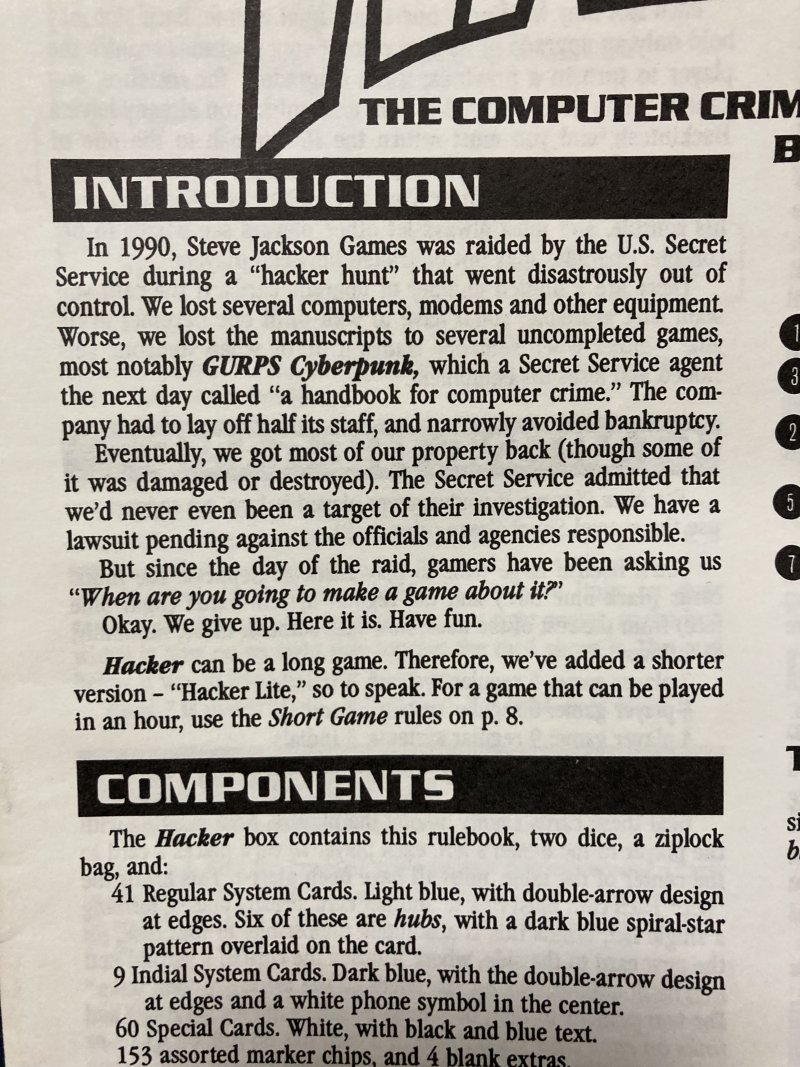 THE COMPUTER CRIM
B
INTRODUCTION
In 1990, Steve Jackson Games was raided by the U.S. Secret
Service during a “hacker hunt” that went disastrously out of
control. We lost several computers, modems and other equipment.
Worse, we lost the manuscripts to several uncompleted games,
most notably GURPS Cyberpunk, which a Secret Service agent
the next day called “a handbook for computer crime.” The com-
pany had to lay off half its staff, and narrowly avoided bankruptcy.
Eventually, we got most of our property back (though some of
it was damaged or destroyed). The Secret Service admitted that
we’d never even been a target of their investigation. We have a
lawsuit pending against the officials and agencies responsible.
But since the day of the raid, gamers have been asking us
“When are you going to make a game about it?”
Okay. We give up. Here it is. Have fun.
Hacker can be a long game. Therefore, we’ve added a shorter
version – “Hacker Lite,” so to speak. For a game that can be played
in an hour, use the Short Game rules on p. 8.
COMPONENTS
The Hacker box contains this rulebook, two dice, a ziplock
bag, and:
41 Regular System Cards. Light blue, with double-arrow design
at edges. Six of these are hubs, with a dark blue spiral-star
pattern overlaid on the card.
9 Indial System Cards. Dark blue, with the double-arrow design
at edges and a white phone symbol in the center.
60 Special Cards. White, with black and blue text.
153 assorted marker chips, and 4 blank extras.
1
3
2
5
7
T
si
b